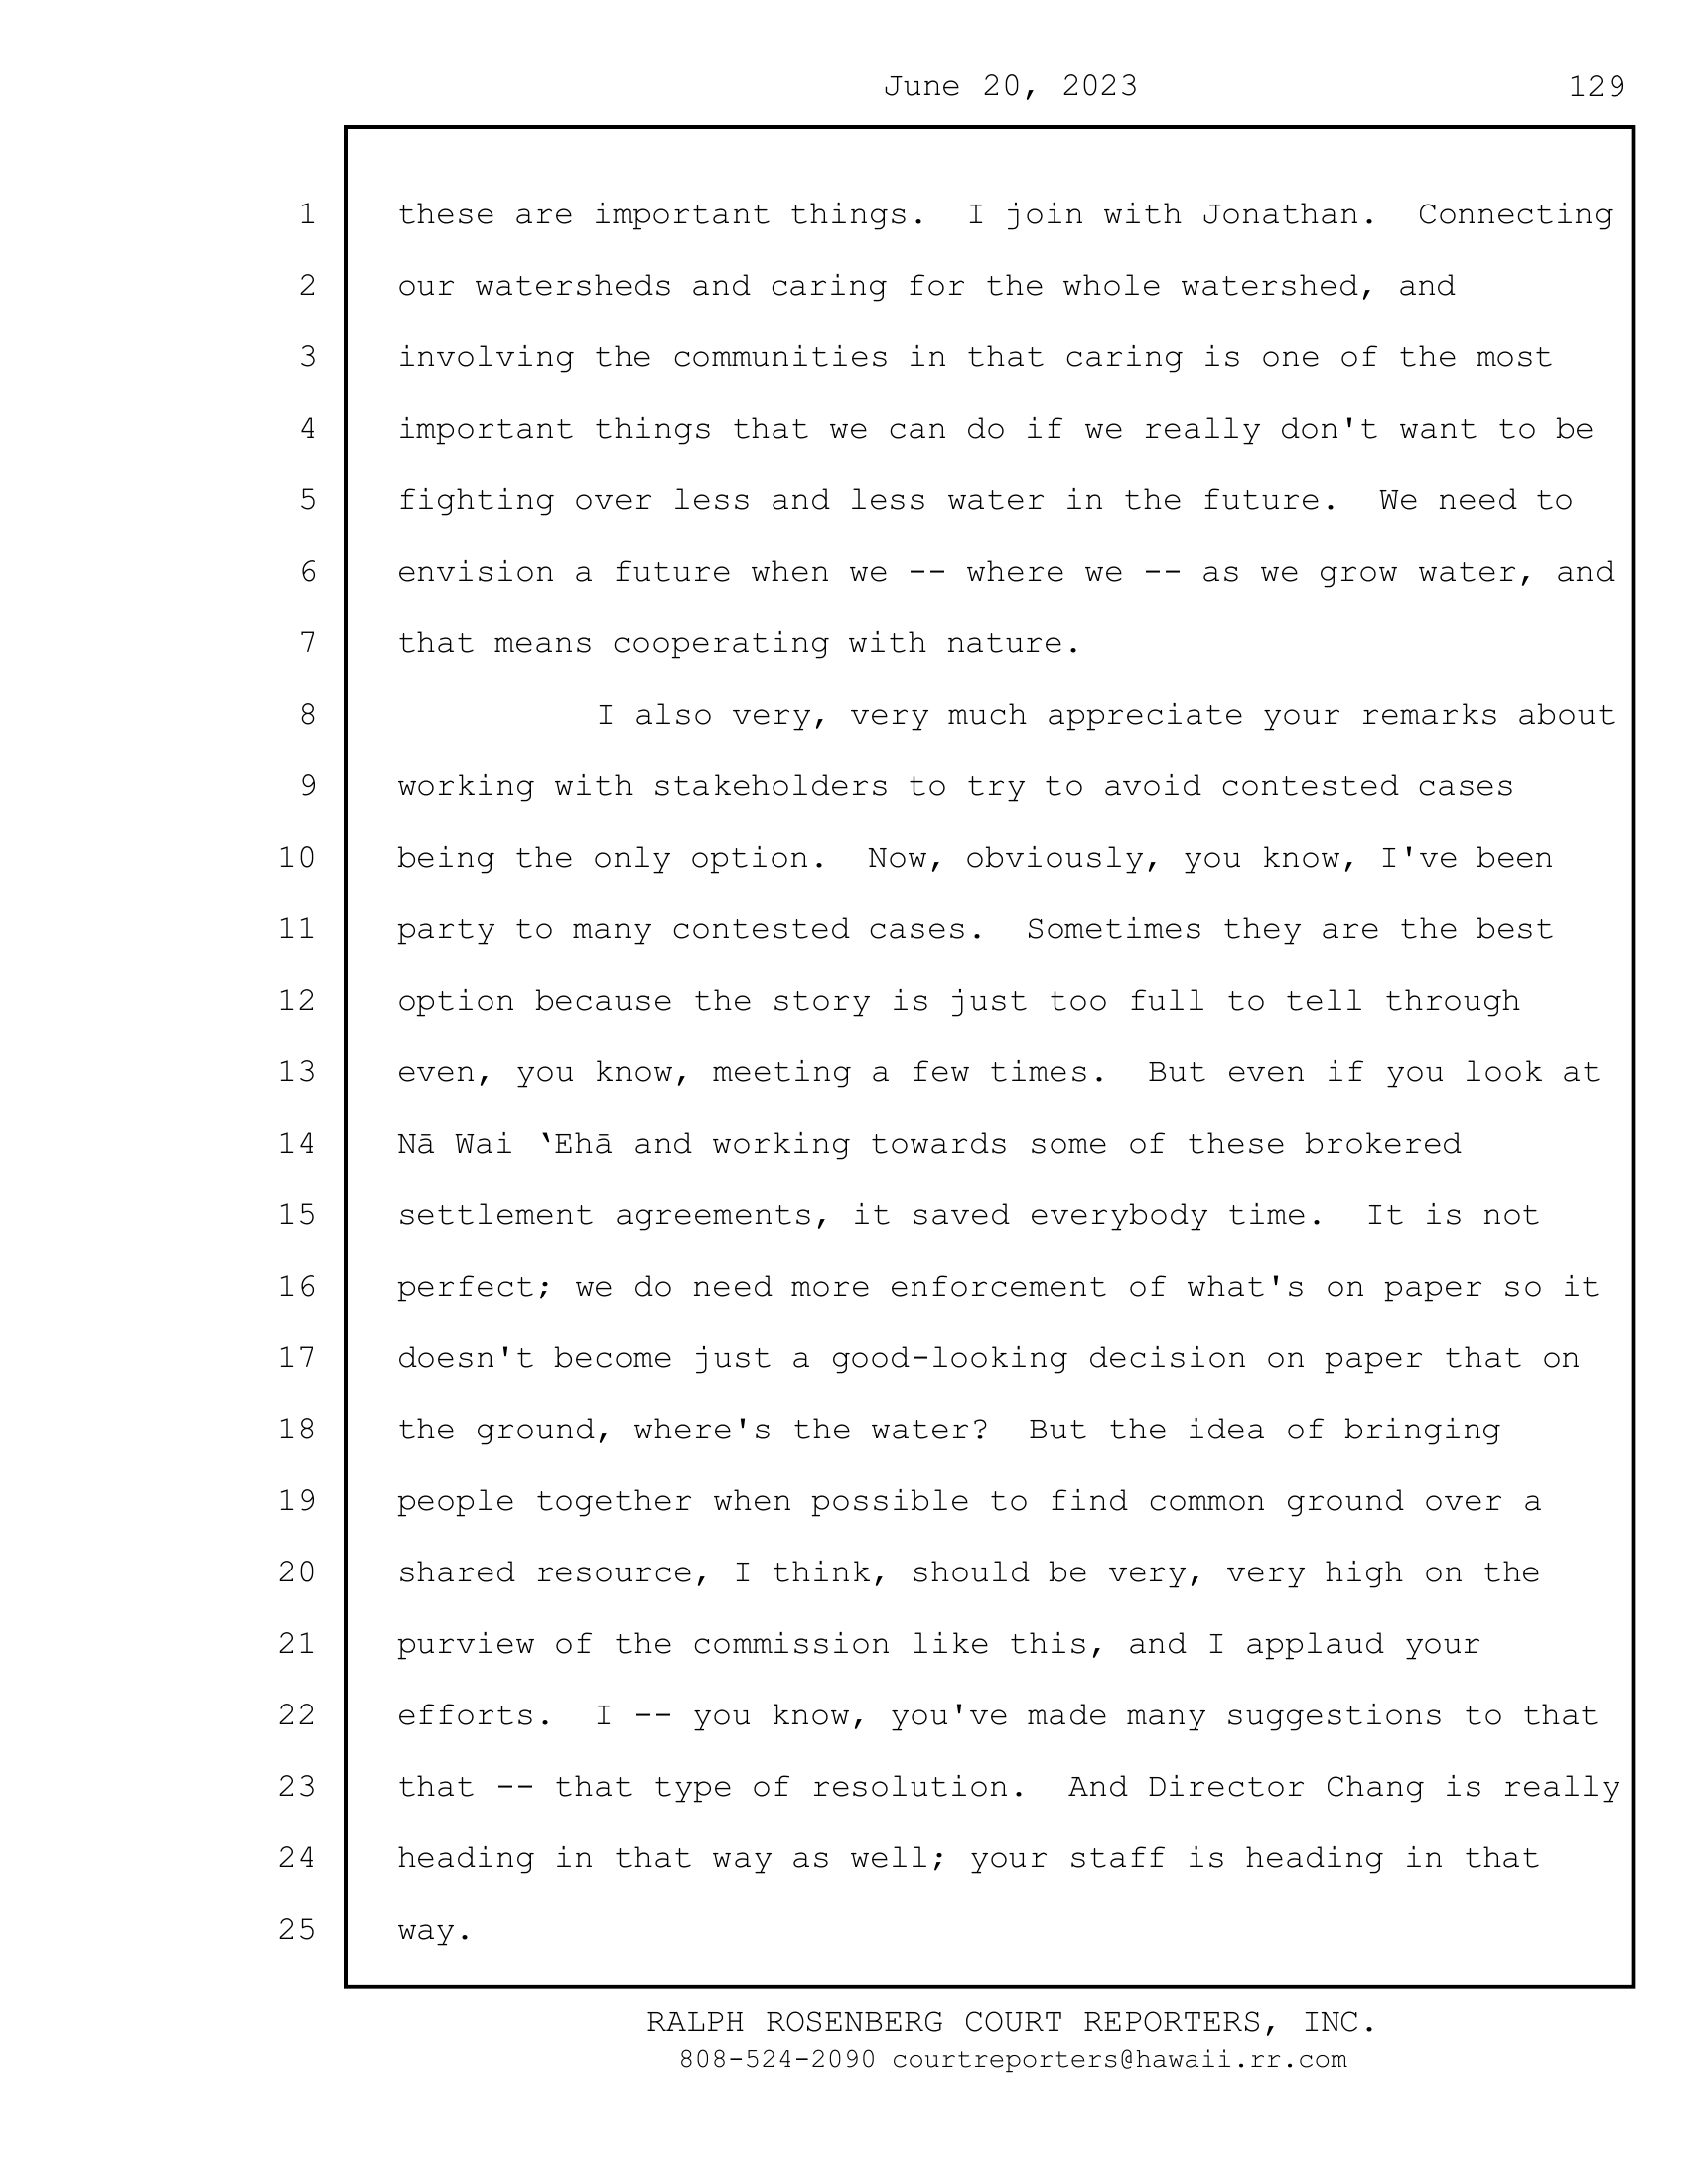 June 20, 2023 129
1 these are important things.  I join with Jonathan.  Connecting
2 our watersheds and caring for the whole watershed, and
3 involving the communities in that caring is one of the most
4 important things that we can do if we really don't want to be
5 fighting over less and less water in the future.  We need to
6 envision a future when we -- where we -- as we grow water, and
7 that means cooperating with nature.
8 I also very, very much appreciate your remarks about
9 working with stakeholders to try to avoid contested cases
10 being the only option.  Now, obviously, you know, I've been
11 party to many contested cases.  Sometimes they are the best
12 option because the story is just too full to tell through
13 even, you know, meeting a few times.  But even if you look at
14 Nā Wai ‛Ehā and working towards some of these brokered
15 settlement agreements, it saved everybody time.  It is not
16 perfect; we do need more enforcement of what's on paper so it
17 doesn't become just a good-looking decision on paper that on
18 the ground, where's the water?  But the idea of bringing
19 people together when possible to find common ground over a
20 shared resource, I think, should be very, very high on the
21 purview of the commission like this, and I applaud your
22 efforts.  I -- you know, you've made many suggestions to that
23 that -- that type of resolution.  And Director Chang is really
24 heading in that way as well; your staff is heading in that
25 way.
RALPH ROSENBERG COURT REPORTERS, INC.
808-524-2090 courtreporters@hawaii.rr.com